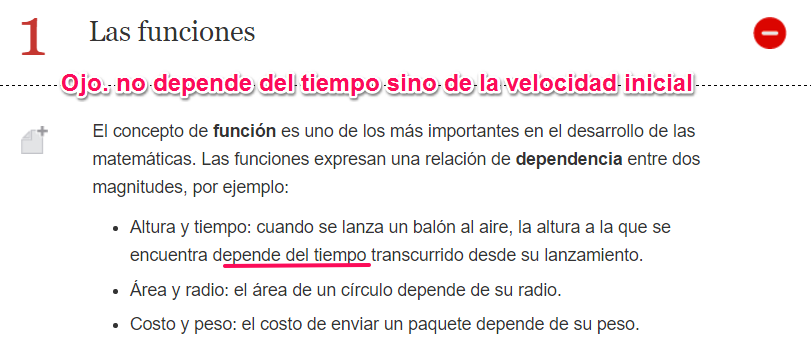 1 Las funciones
Ojo. no depende del tiempo sino de la velocidad inicial
El concepto de función es uno de los más importantes en el desarrollo de las
matemáticas. Las funciones expresan una relación de dependencia entre dos
magnitudes, por ejemplo:
• Altura y tiempo: cuando se lanza un balón al aire, la altura a la que se
encuentra depende del tiempo transcurrido desde su lanzamiento.
• Área y radio: el área de un círculo depende de su radio.
• Costo y peso: el costo de enviar un paquete depende de su peso.